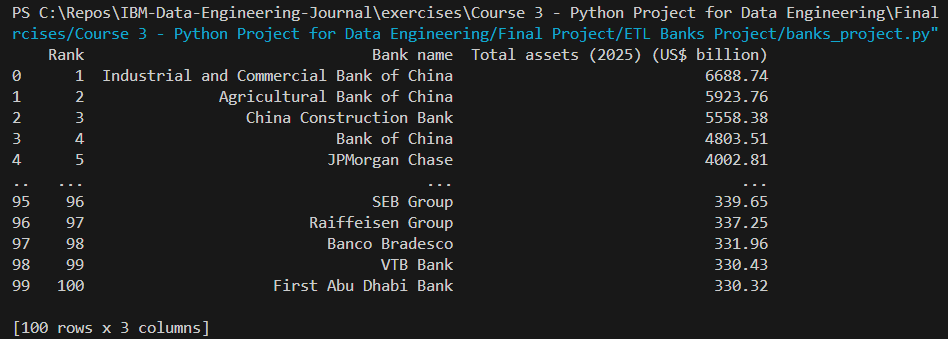 PS C:\Repos\IBM-Data-Engineering-Journal\exercises\Course 3 - Python Project for Data Engineering\Final
rcises/Course 3 - Python Project for Data Engineering/Final Project/ETL Banks Project/banks_project.py"
    Rank                                Bank name  Total assets (2025) (US$ billion)
0      1  Industrial and Commercial Bank of China                            6688.74
1      2               Agricultural Bank of China                            5923.76
2      3                  China Construction Bank                            5558.38
3      4                            Bank of China                            4803.51
4      5                           JPMorgan Chase                            4002.81
..   ...                                      ...                                ...
95    96                                SEB Group                             339.65
96    97                         Raiffeisen Group                             337.25
97    98                           Banco Bradesco                             331.96
98    99                                 VTB Bank                             330.43
99   100                     First Abu Dhabi Bank                             330.32
[100 rows x 3 columns]